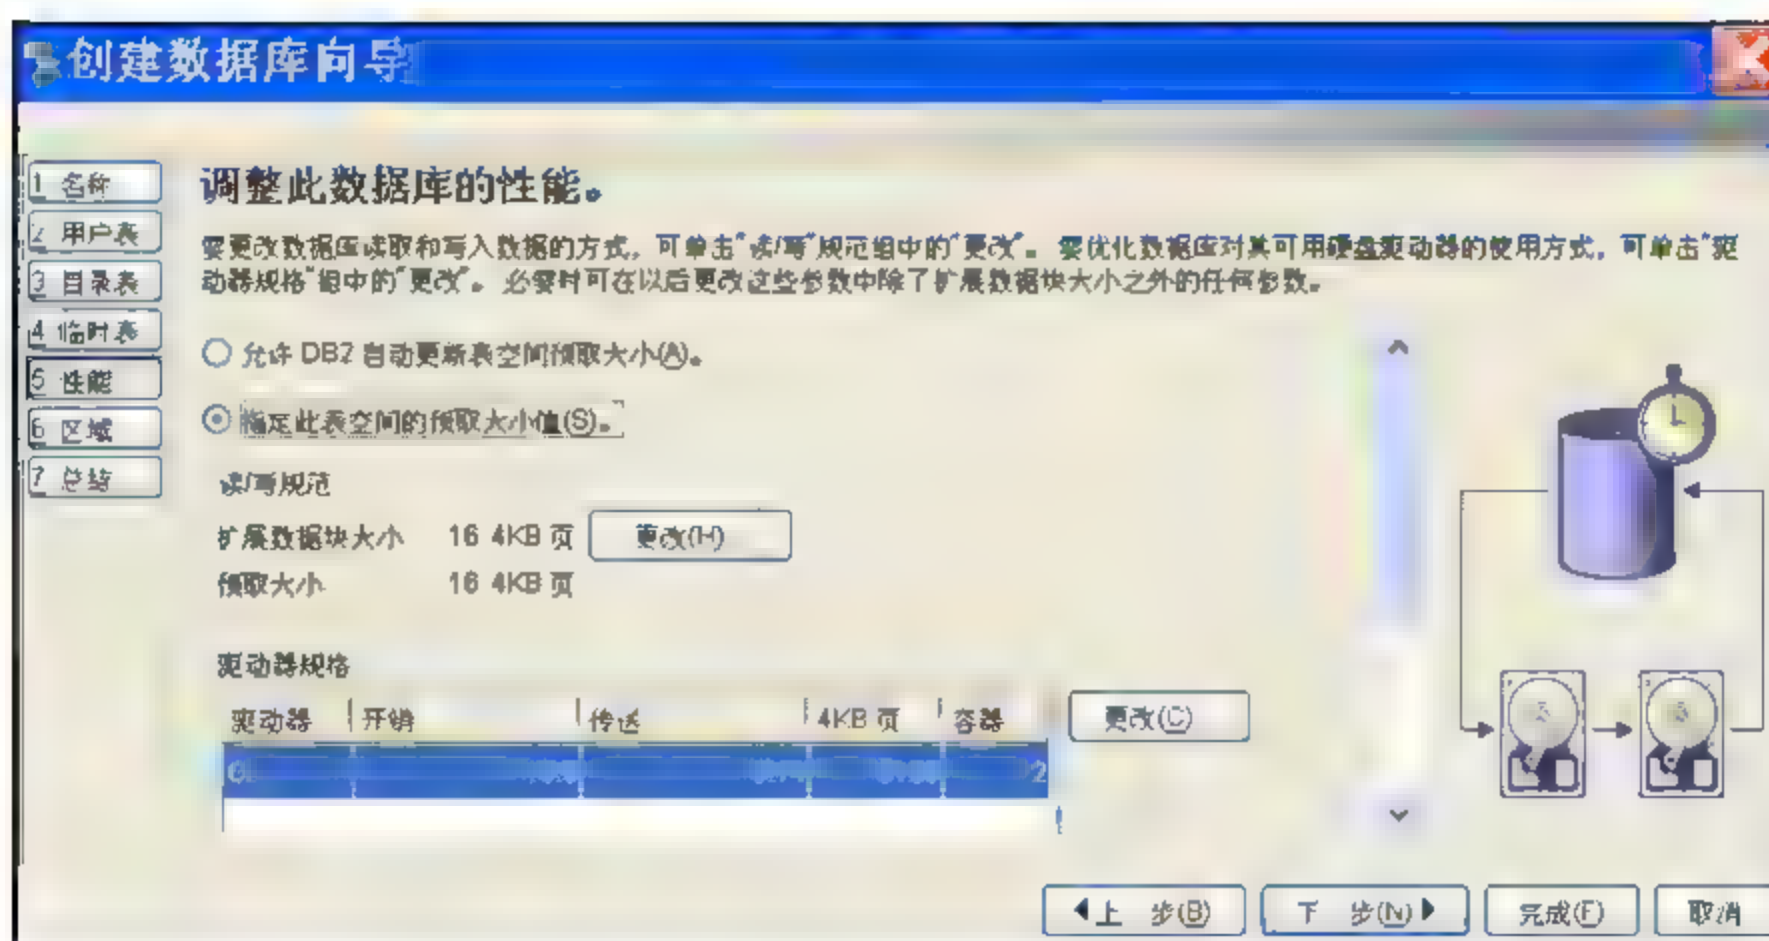 创建数据库向导
1 名称
2 用户表
3 目录表
4 临时表
5 性能
6 区域
7 总结
调整此数据库的性能。
要更改数据库读取和写入数据的方式，可单击"读/写"规范组中的"更改"。要优化数据库对其可用硬盘驱动器的使用方式，可单击"驱
动器规格"组中的"更改"。必要时可在以后更改这些参数中除了扩展数据块大小之外的任何参数。
允许 DB2 自动更新表空间预取大小(A)。
指定此表空间的预取大小值(S)。
读/写规范
扩展数据块大小 16 4KB 页 更改(H)
预取大小 16 4KB 页
驱动器规格
驱动器 开销 传送 4KB 页 容器 更改(C)
上 步(B) 下 步(N) 完成(F) 取消